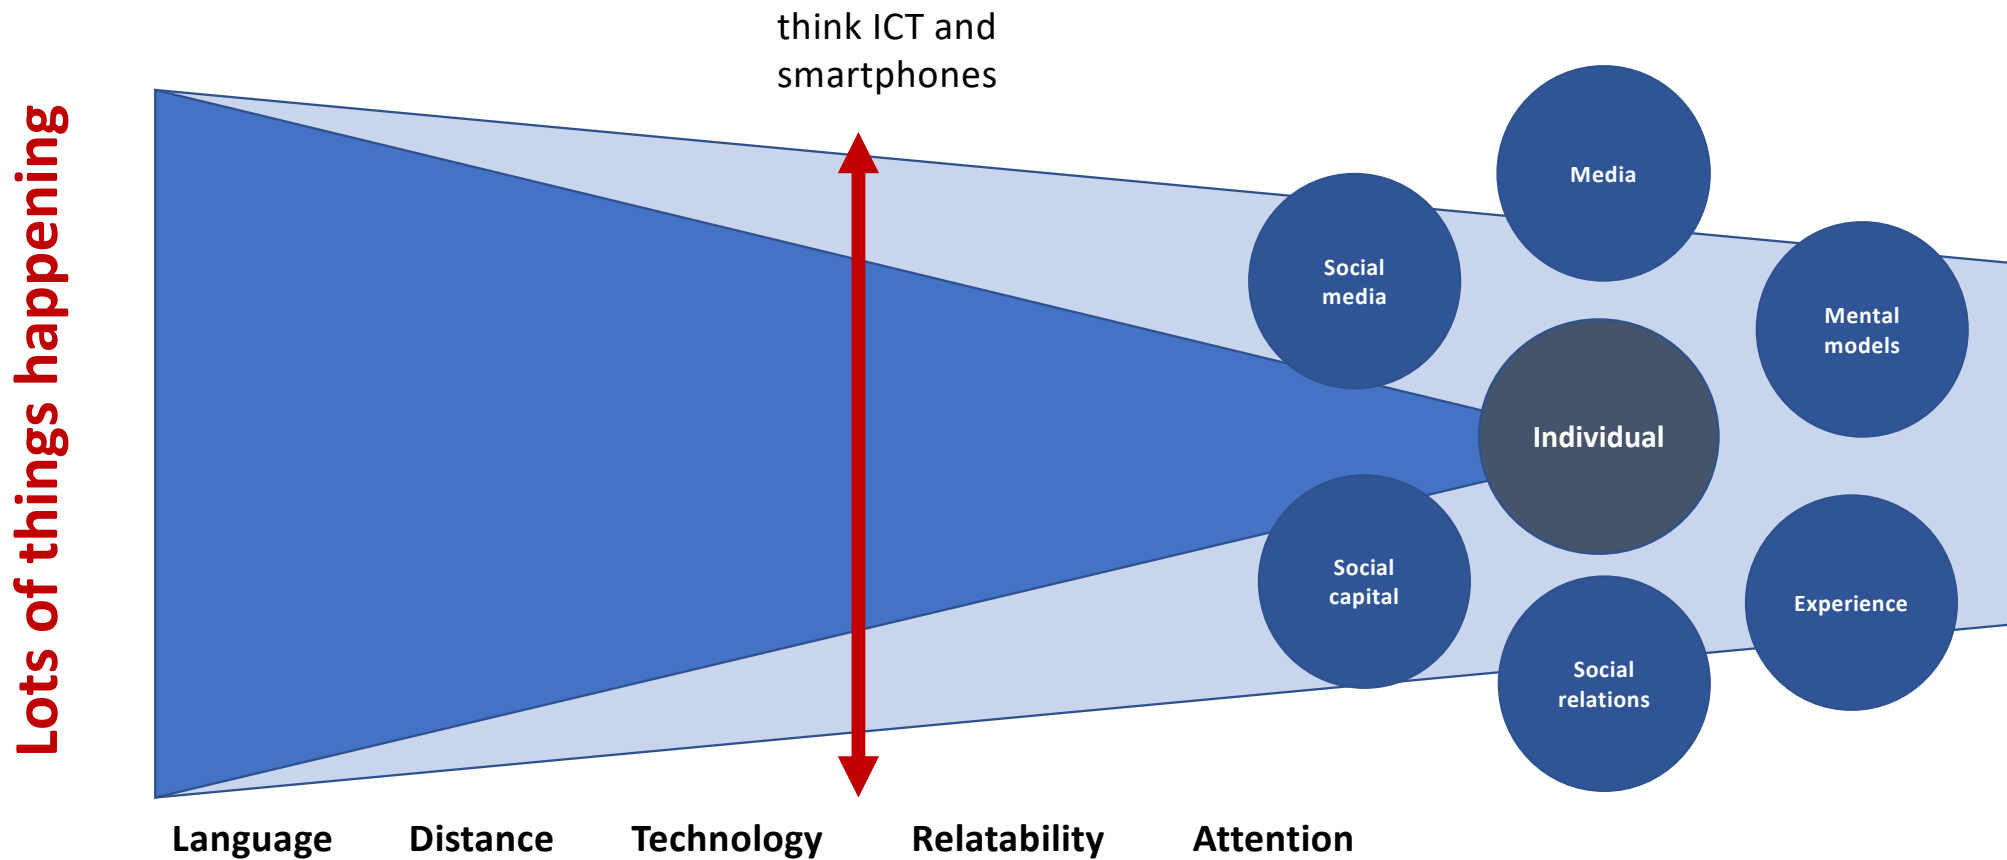 think ICT and
smartphones
Lots of things happening
Media
Social
media
Mental
models
Individual
Social
capital
Experience
Social
relations
Language Distance Technology Relatability Attention